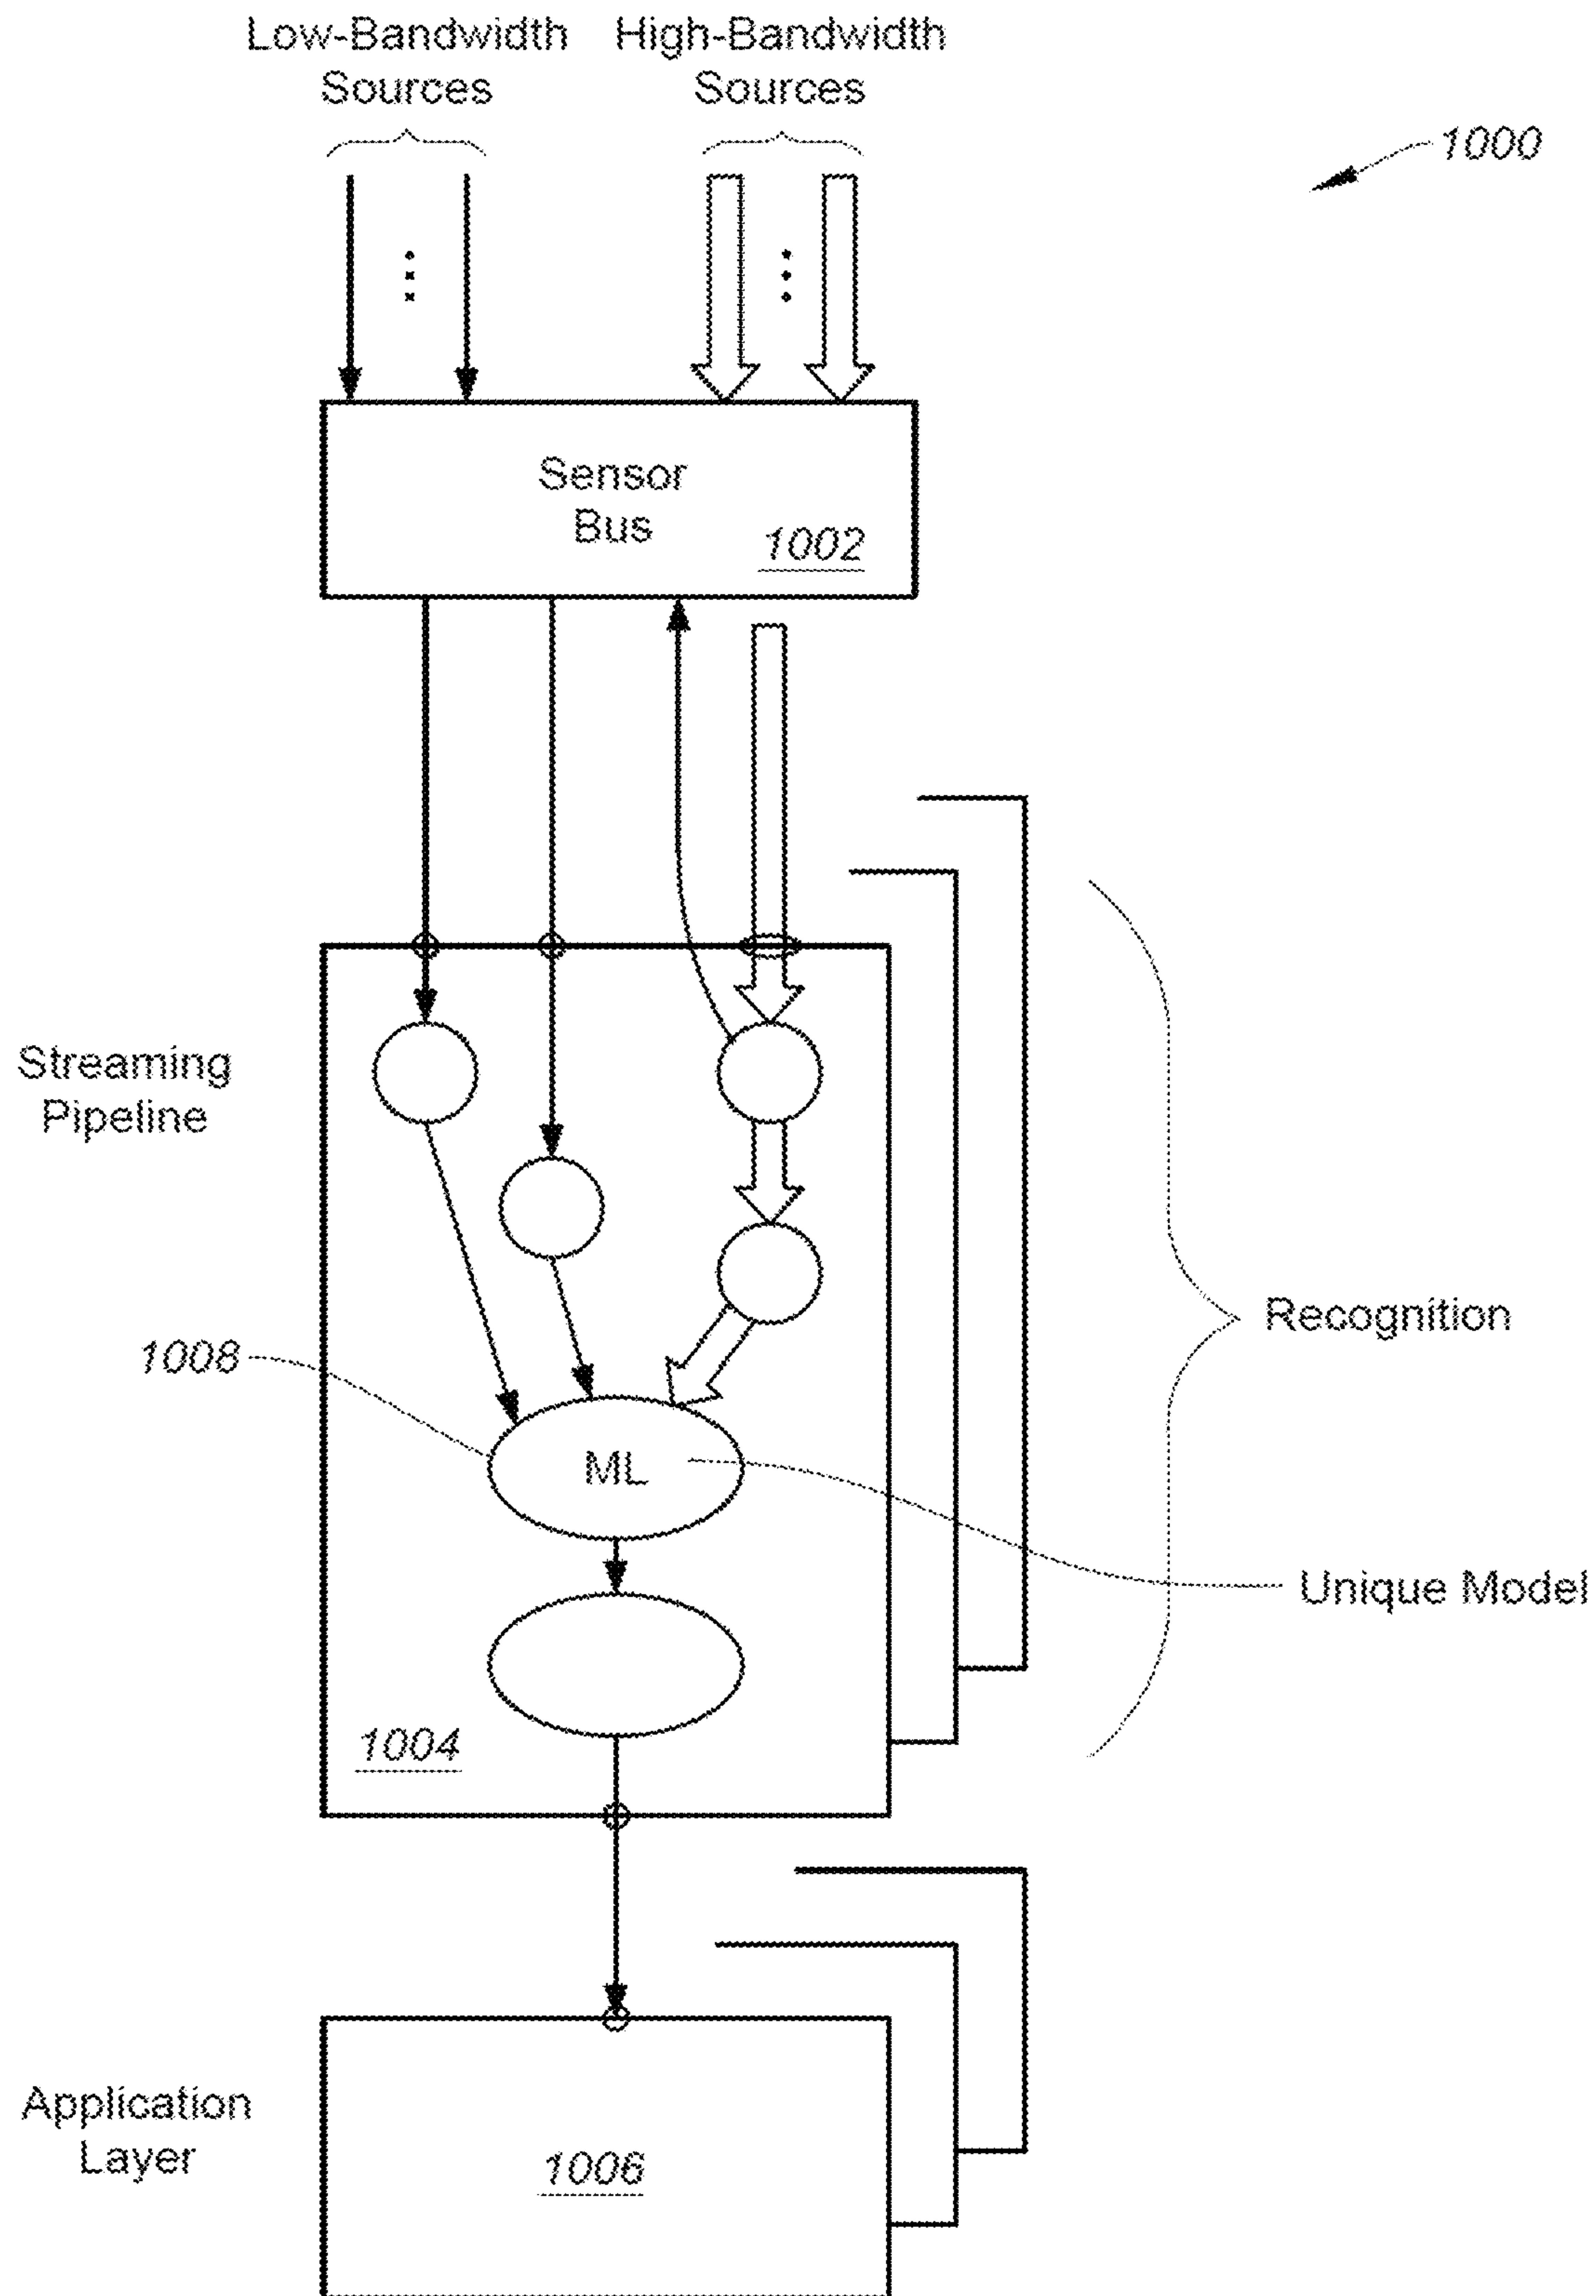 Low-Bandwidth
Sources
High-Bandwidth
Sources
1000
Sensor
Bus
1002
Streaming
Pipeline
Recognition
1008
ML
Unique Model
1004
Application
Layer
1006